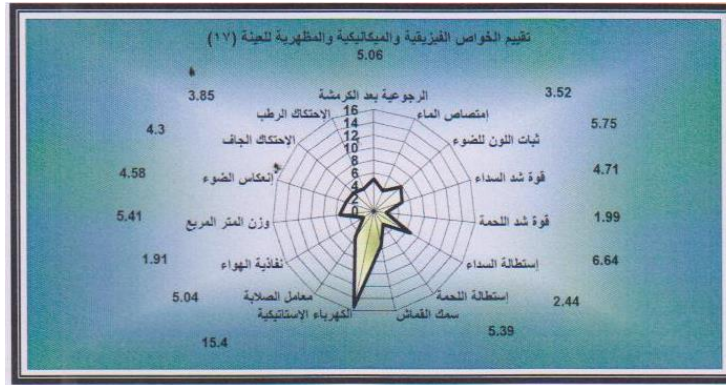 تقييم الخواص الفيزيقية والميكانيكية والمظهرية للعينة (١٧)
5.06
الرجوعية بعد الكرمشة
3.52
إمتصاص الماء
5.75
ثبات اللون للضوء
4.71
قوة شد السداء
1.99
قوة شد اللحمة
6.64
إستطالة السداء
2.44
إستطالة اللحمة
5.39
سمك القماش
15.4
الكهرباء الإستاتيكية
5.04
معامل الصلابة
1.91
نفاذية الهواء
5.41
وزن المتر المربع
4.58
إنعكاس الضوء
4.3
الاحتكاك الجاف
3.85
الاحتكاك الرطب
16
14
12
10
8
6
4
2
0